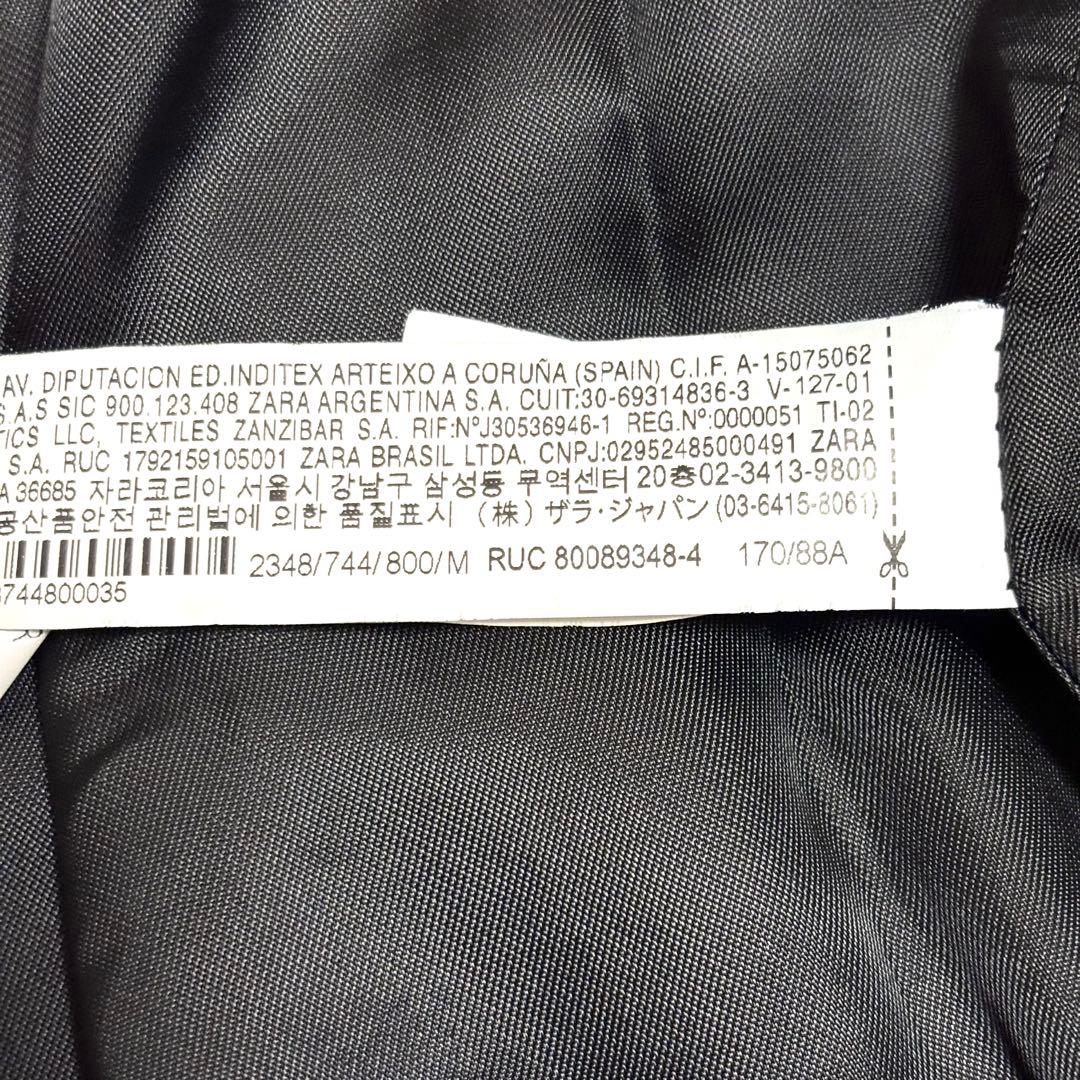 AV. DIPUTACION ED.INDITEX ARTEIXO A CORUÑA (SPAIN) C.I.F. A-15075062
S.A.S SIC 900.123.408 ZARA ARGENTINA S.A. CUIT:30-69314836-3 V-127-01
TICS LLC, TEXTILES ZANZIBAR S.A. RIF:NºJ30536946-1 REG.Nº:0000051 TI-02
S.A. RUC 1792159105001 ZARA BRASIL LTDA. CNPJ:02952485000491 ZARA
A 36685 자라코리아 서울시 강남구 삼성동 무역센터 20층02-3413-9800
공산품안전 관리법에 의한 품질표시 (株) ザラ・ジャパン (03-6415-8061)
2348/744/800/M RUC 80089348-4 170/88A
744800035